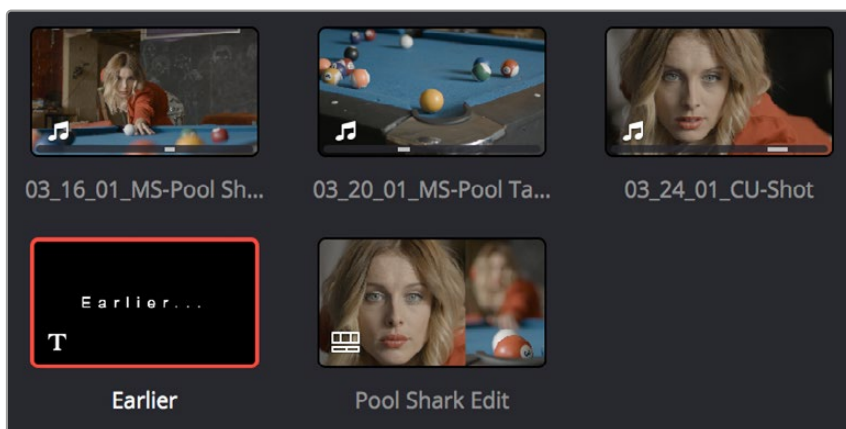 03_16_01_MS-Pool Sh...
03_20_01_MS-Pool Ta...
03_24_01_CU-Shot
Earlier...
T
Earlier
Pool Shark Edit